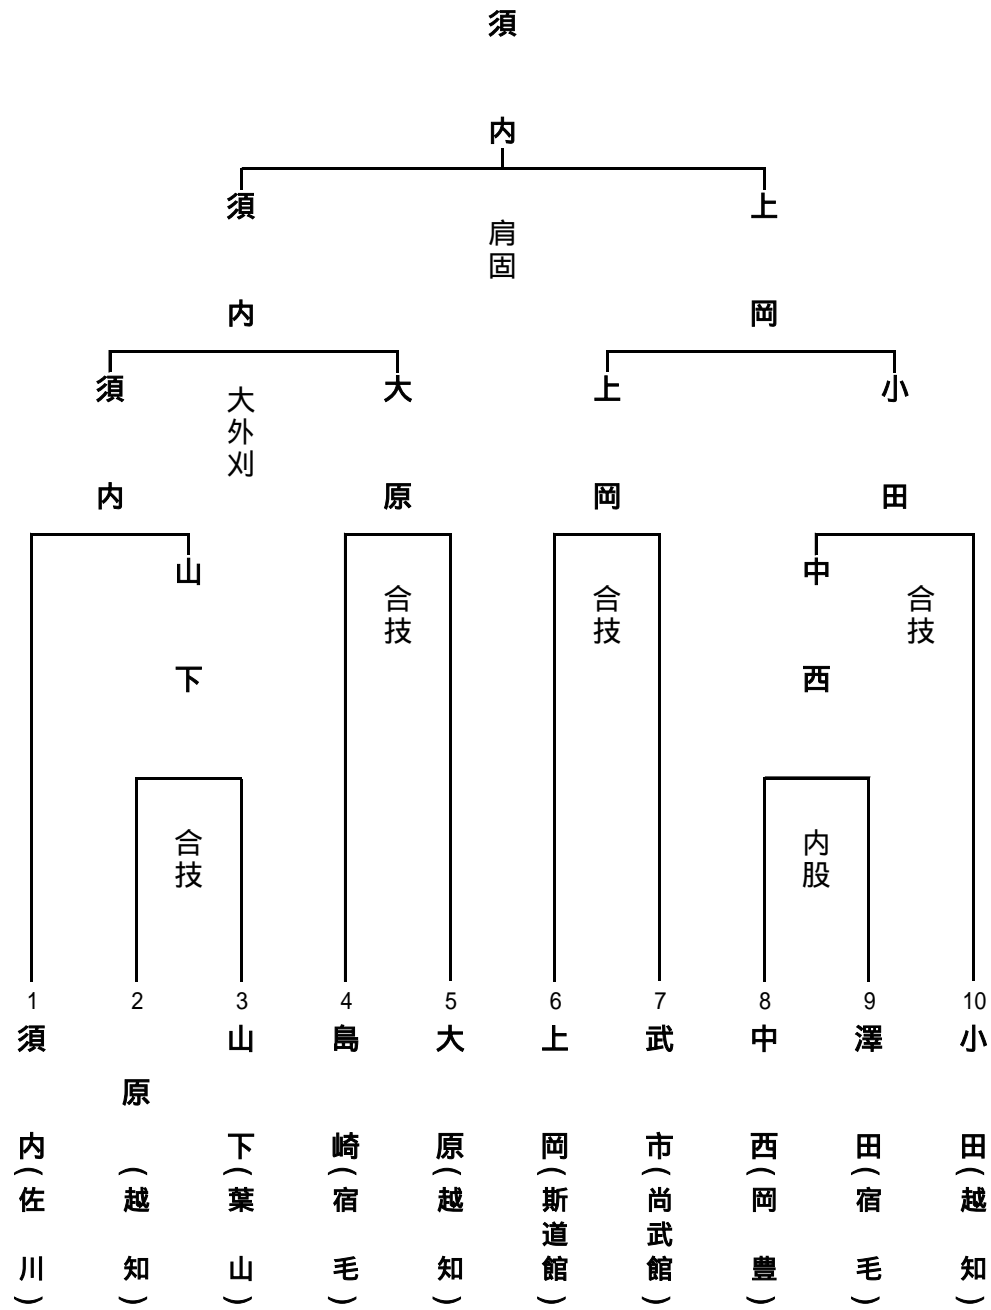 須内
須内
上岡
肩固
須内
大原
上岡
小田
大外刈
山下
中西
合技
合技
合技
合技
内股
1
2
3
4
5
6
7
8
9
10
須内(佐川)
原(越知)
山下(葉山)
島崎(宿毛)
大原(越知)
上岡(斯道館)
武市(尚武館)
中西(岡豊)
澤田(宿毛)
小田(越知)